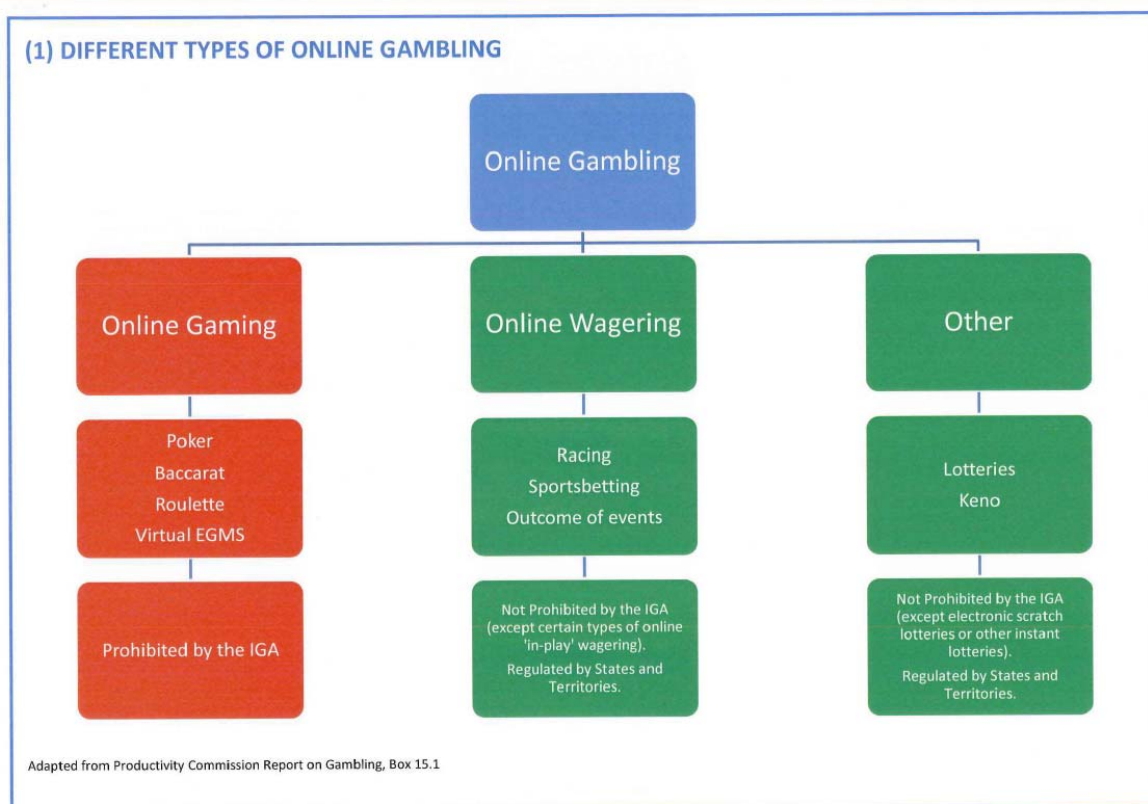 (1) DIFFERENT TYPES OF ONLINE GAMBLING
Online Gambling
Online Gaming
Online Wagering
Other
Poker
Baccarat
Roulette
Virtual EGMS
Racing
Sportsbetting
Outcome of events
Lotteries
Keno
Prohibited by the IGA
Not Prohibited by the IGA
(except certain types of online
'in-play' wagering).
Regulated by States and
Territories.
Not Prohibited by the IGA
(except electronic scratch
lotteries or other instant
lotteries).
Regulated by States and
Territories.
Adapted from Productivity Commission Report on Gambling, Box 15.1